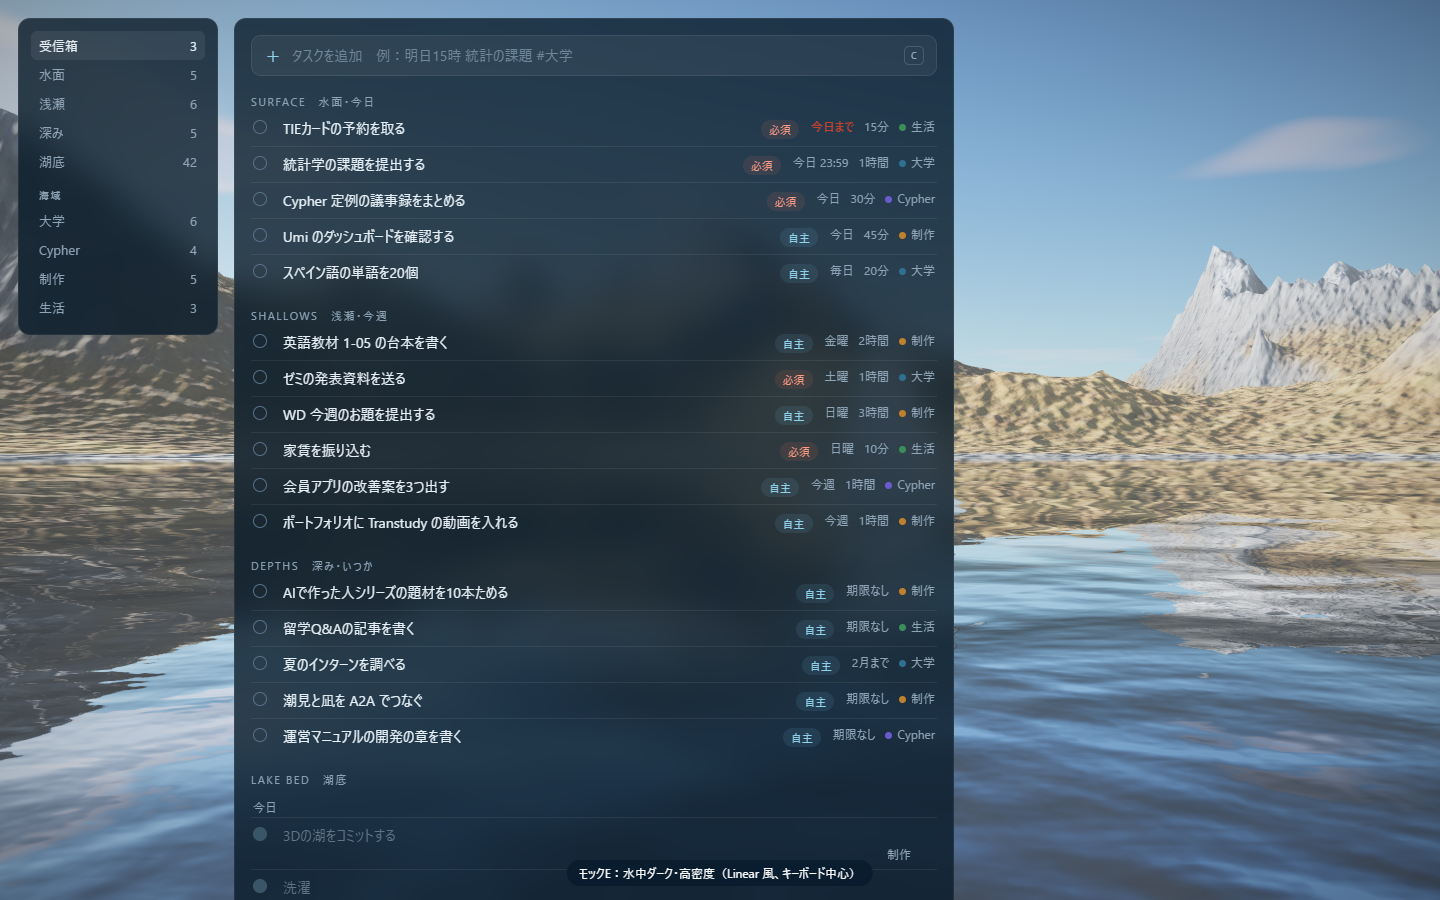 受信箱 3
水面 5
浅瀬 6
深み 5
湖底 42
海域
大学 6
Cypher 4
制作 5
生活 3
+ タスクを追加 例：明日15時 統計の課題 #大学 C
SURFACE 水面・今日
TIEカードの予約を取る 必須 今日まで 15分 生活
統計学の課題を提出する 必須 今日 23:59 1時間 大学
Cypher 定例の議事録をまとめる 必須 今日 30分 Cypher
Umi のダッシュボードを確認する 自主 今日 45分 制作
スペイン語の単語を20個 自主 毎日 20分 大学
SHALLOWS 浅瀬・今週
英語教材 1-05 の台本を書く 自主 金曜 2時間 制作
ゼミの発表資料を送る 必須 土曜 1時間 大学
WD 今週のお題を提出する 自主 日曜 3時間 制作
家賃を振り込む 必須 日曜 10分 生活
会員アプリの改善案を3つ出す 自主 今週 1時間 Cypher
ポートフォリオに Transtudy の動画を入れる 自主 今週 1時間 制作
DEPTHS 深み・いつか
AIで作った人シリーズの題材を10本ためる 自主 期限なし 制作
留学Q&Aの記事を書く 自主 期限なし 生活
夏のインターンを調べる 自主 2月まで 大学
潮見と凪を A2A でつなぐ 自主 期限なし 制作
運営マニュアルの開発の章を書く 自主 期限なし Cypher
LAKE BED 湖底
今日
3Dの湖をコミットする
制作
モックE：水中ダーク・高密度（Linear 風、キーボード中心）
洗濯